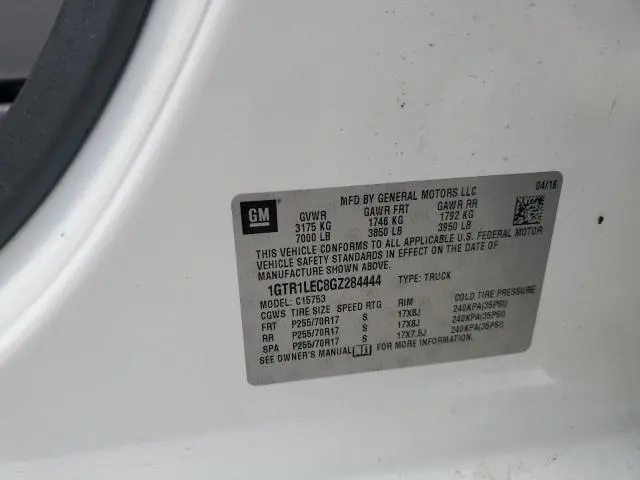 MFD BY GENERAL MOTORS LLC 04/16
GM
GVWR GAWR FRT GAWR RR
3175 KG 1746 KG 1792 KG
7000 LB 3850 LB 3950 LB
THIS VEHICLE CONFORMS TO ALL APPLICABLE U.S. FEDERAL MOTOR
VEHICLE SAFETY STANDARDS IN EFFECT ON THE DATE OF
MANUFACTURE SHOWN ABOVE.
1GTR1LEC8GZ284444 TYPE: TRUCK
MODEL: C15753
CGWS TIRE SIZE SPEED RTG RIM COLD TIRE PRESSURE
FRT P255/70R17 S 17X8J 240KPA(35PSI)
RR P255/70R17 S 17X8J 240KPA(35PSI)
SPA P255/70R17 S 17X7.5J 240KPA(35PSI)
SEE OWNER'S MANUAL FOR MORE INFORMATION.